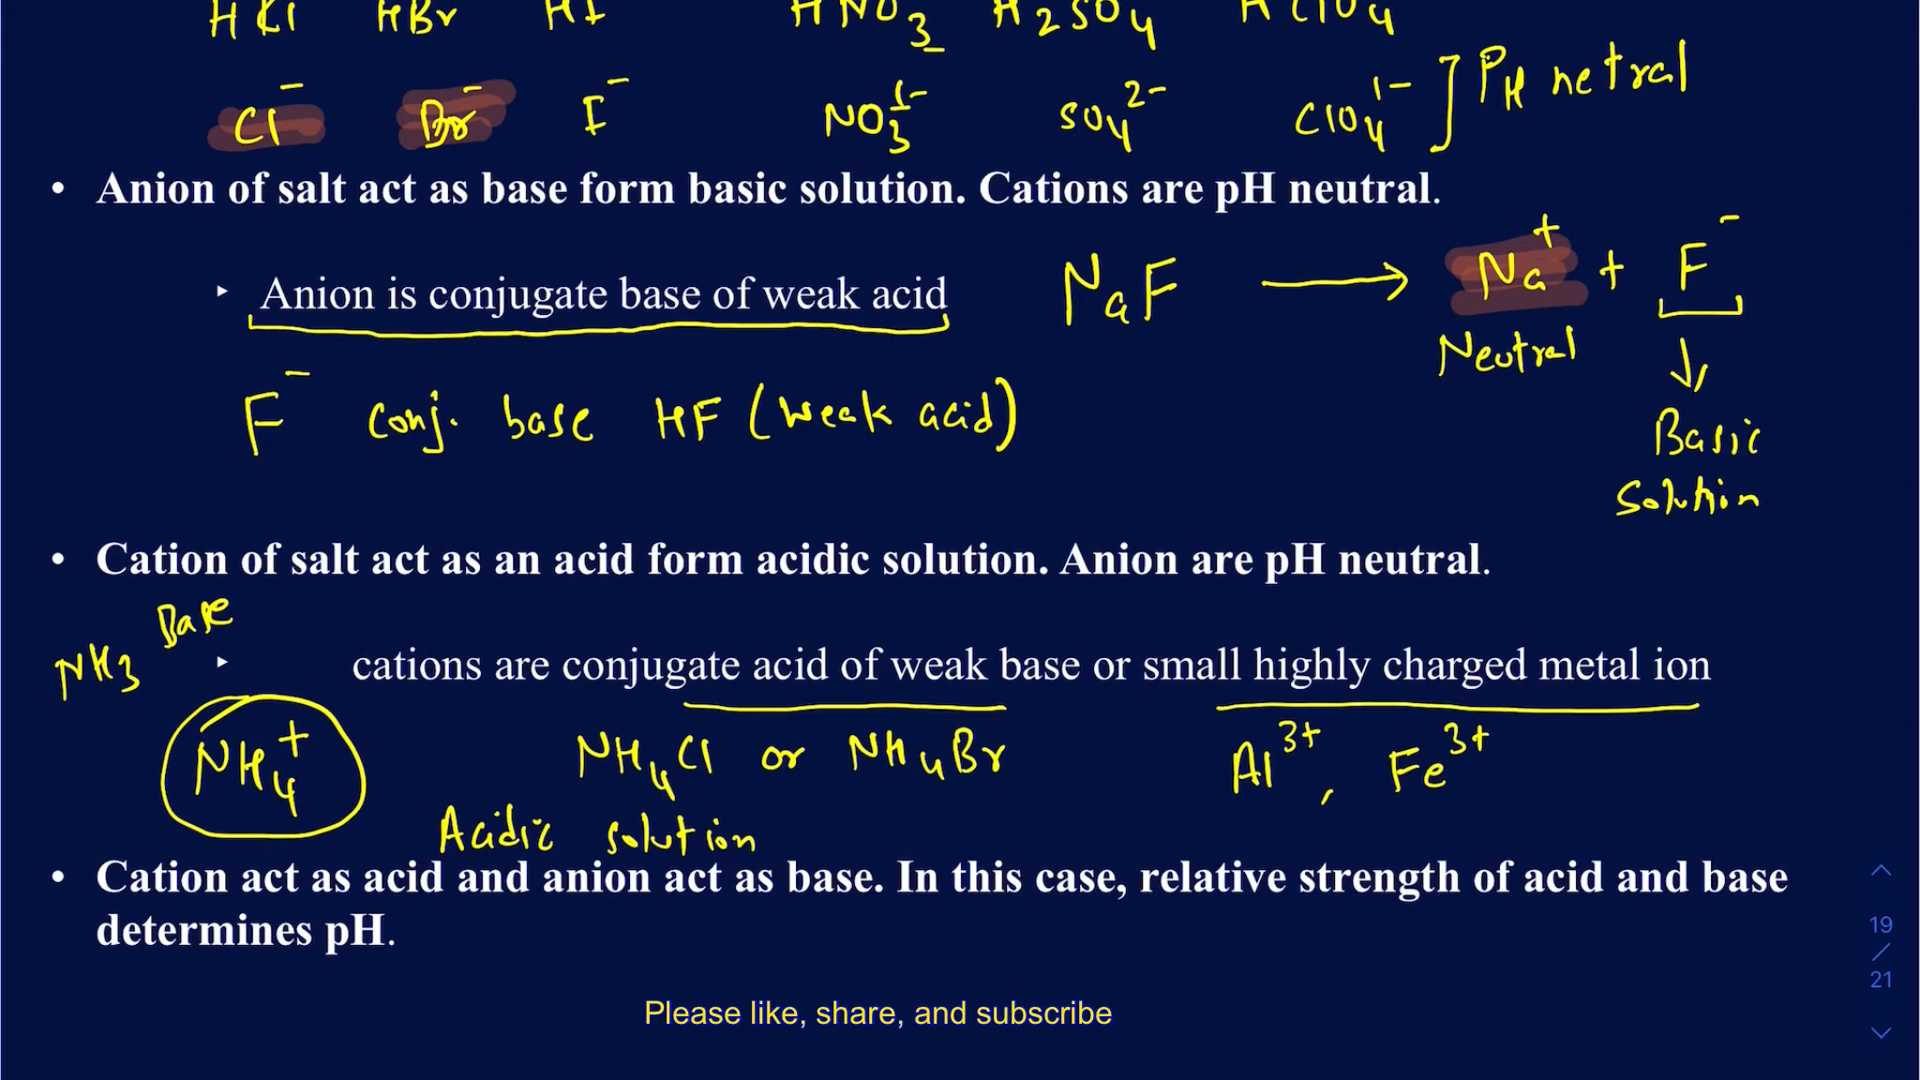 HCl HBr HI HNO3 H2SO4 HClO4
Cl⁻ Br⁻ I⁻ NO3¹⁻ SO4²⁻ ClO4¹⁻ ] PH netral
• Anion of salt act as base form basic solution. Cations are pH neutral.
‣ Anion is conjugate base of weak acid NaF → Na⁺ + F⁻
Neutral
F⁻ conj. base HF (weak acid)
Basic
solution
• Cation of salt act as an acid form acidic solution. Anion are pH neutral.
Base
NH3 ‣ cations are conjugate acid of weak base or small highly charged metal ion
NH4⁺ NH4Cl or NH4Br Al³⁺, Fe³⁺
Acidic solution
• Cation act as acid and anion act as base. In this case, relative strength of acid and base
determines pH.
19
/
21
Please like, share, and subscribe